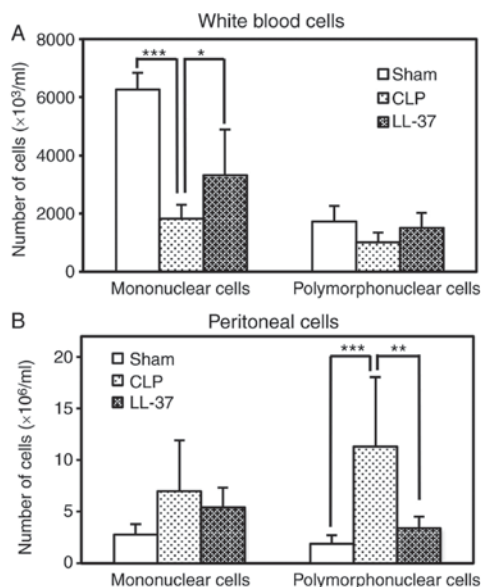 A
White blood cells
Number of cells (×10³/ml)
8000
6000
4000
2000
0
***
*
Sham
CLP
LL-37
Mononuclear cells
Polymorphonuclear cells
B
Peritoneal cells
Number of cells (×10⁶/ml)
20
15
10
5
0
Sham
CLP
LL-37
***
**
Mononuclear cells
Polymorphonuclear cells